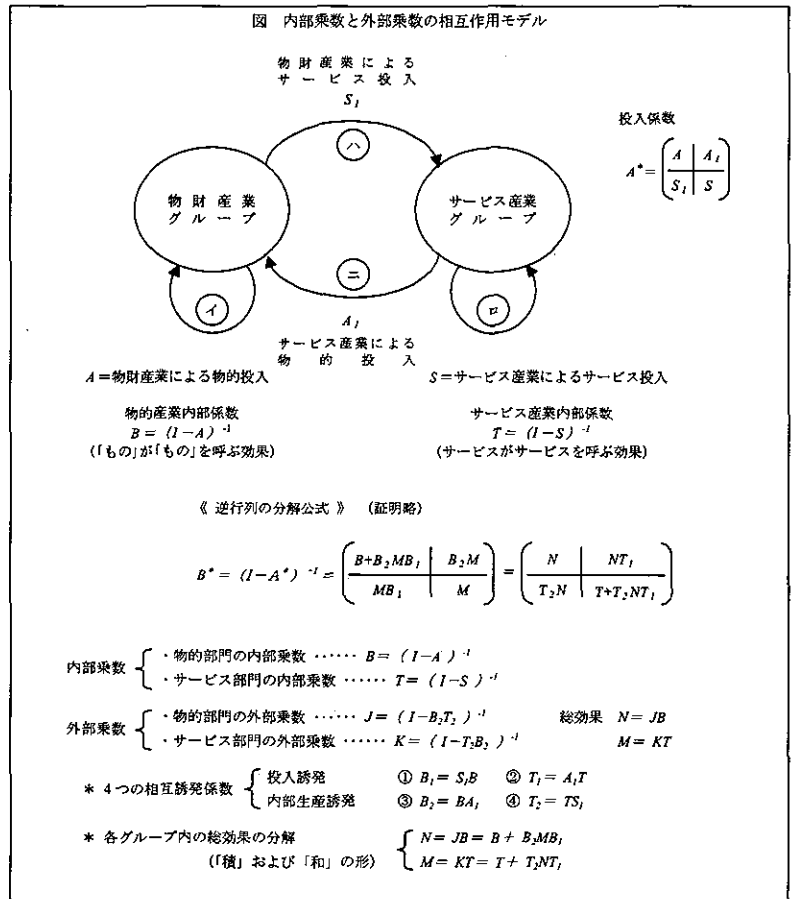 図 内部乗数と外部乗数の相互作用モデル
物財産業による
サービス投入
S₁
ハ
投入係数
A* = ( A | A₁ / S₁ | S )
物財産業
グループ
サービス産業
グループ
ニ
イ
ロ
A₁
サービス産業による
物的投入
A=物財産業による物的投入
S=サービス産業によるサービス投入
物的産業内部係数
B= (I-A) ⁻¹
(「もの」が「もの」を呼ぶ効果)
サービス産業内部係数
T= (I-S) ⁻¹
(サービスがサービスを呼ぶ効果)
《 逆行列の分解公式 》 (証明略)
B* = (I-A*) ⁻¹ = ( B+B₂MB₁ | B₂M / MB₁ | M ) = ( N | NT₁ / T₂N | T+T₂NT₁ )
内部乗数 {
・物的部門の内部乗数 …… B= (I-A) ⁻¹
・サービス部門の内部乗数 …… T= (I-S) ⁻¹
外部乗数 {
・物的部門の外部乗数 …… J= (I-B₂T₂) ⁻¹ 総効果 N= JB
・サービス部門の外部乗数 …… K= (I-T₂B₂) ⁻¹ M= KT
* 4つの相互誘発係数 {
投入誘発 ① B₁= S₁B ② T₁= A₁T
内部生産誘発 ③ B₂= BA₁ ④ T₂= TS₁
* 各グループ内の総効果の分解 { N= JB= B+ B₂MB₁
(「積」および「和」の形) M= KT= T+ T₂NT₁